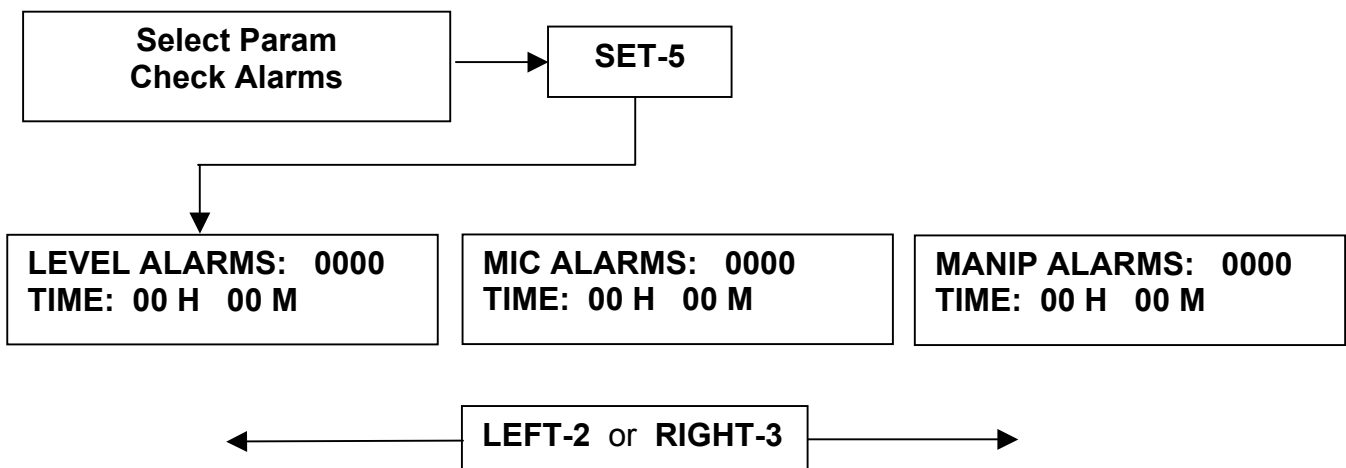 Select Param
Check Alarms
SET-5
LEVEL ALARMS: 0000
TIME: 00 H 00 M
MIC ALARMS: 0000
TIME: 00 H 00 M
MANIP ALARMS: 0000
TIME: 00 H 00 M
LEFT-2 or RIGHT-3